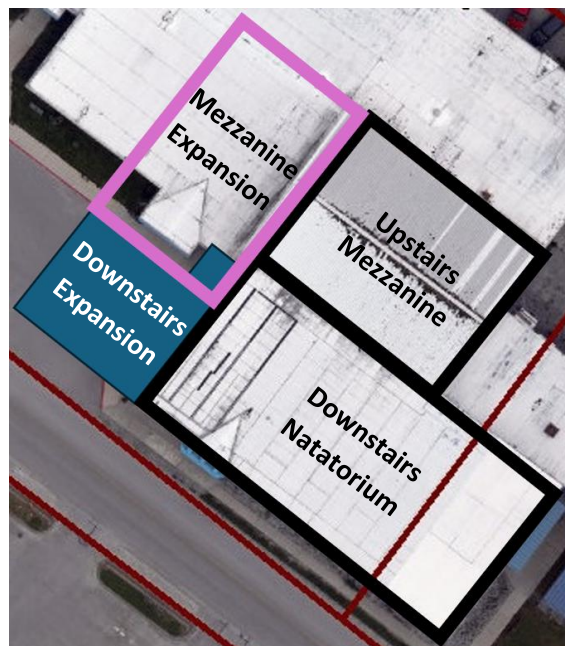 Mezzanine
Expansion
Upstairs
Mezzanine
Downstairs
Expansion
Downstairs
Natatorium